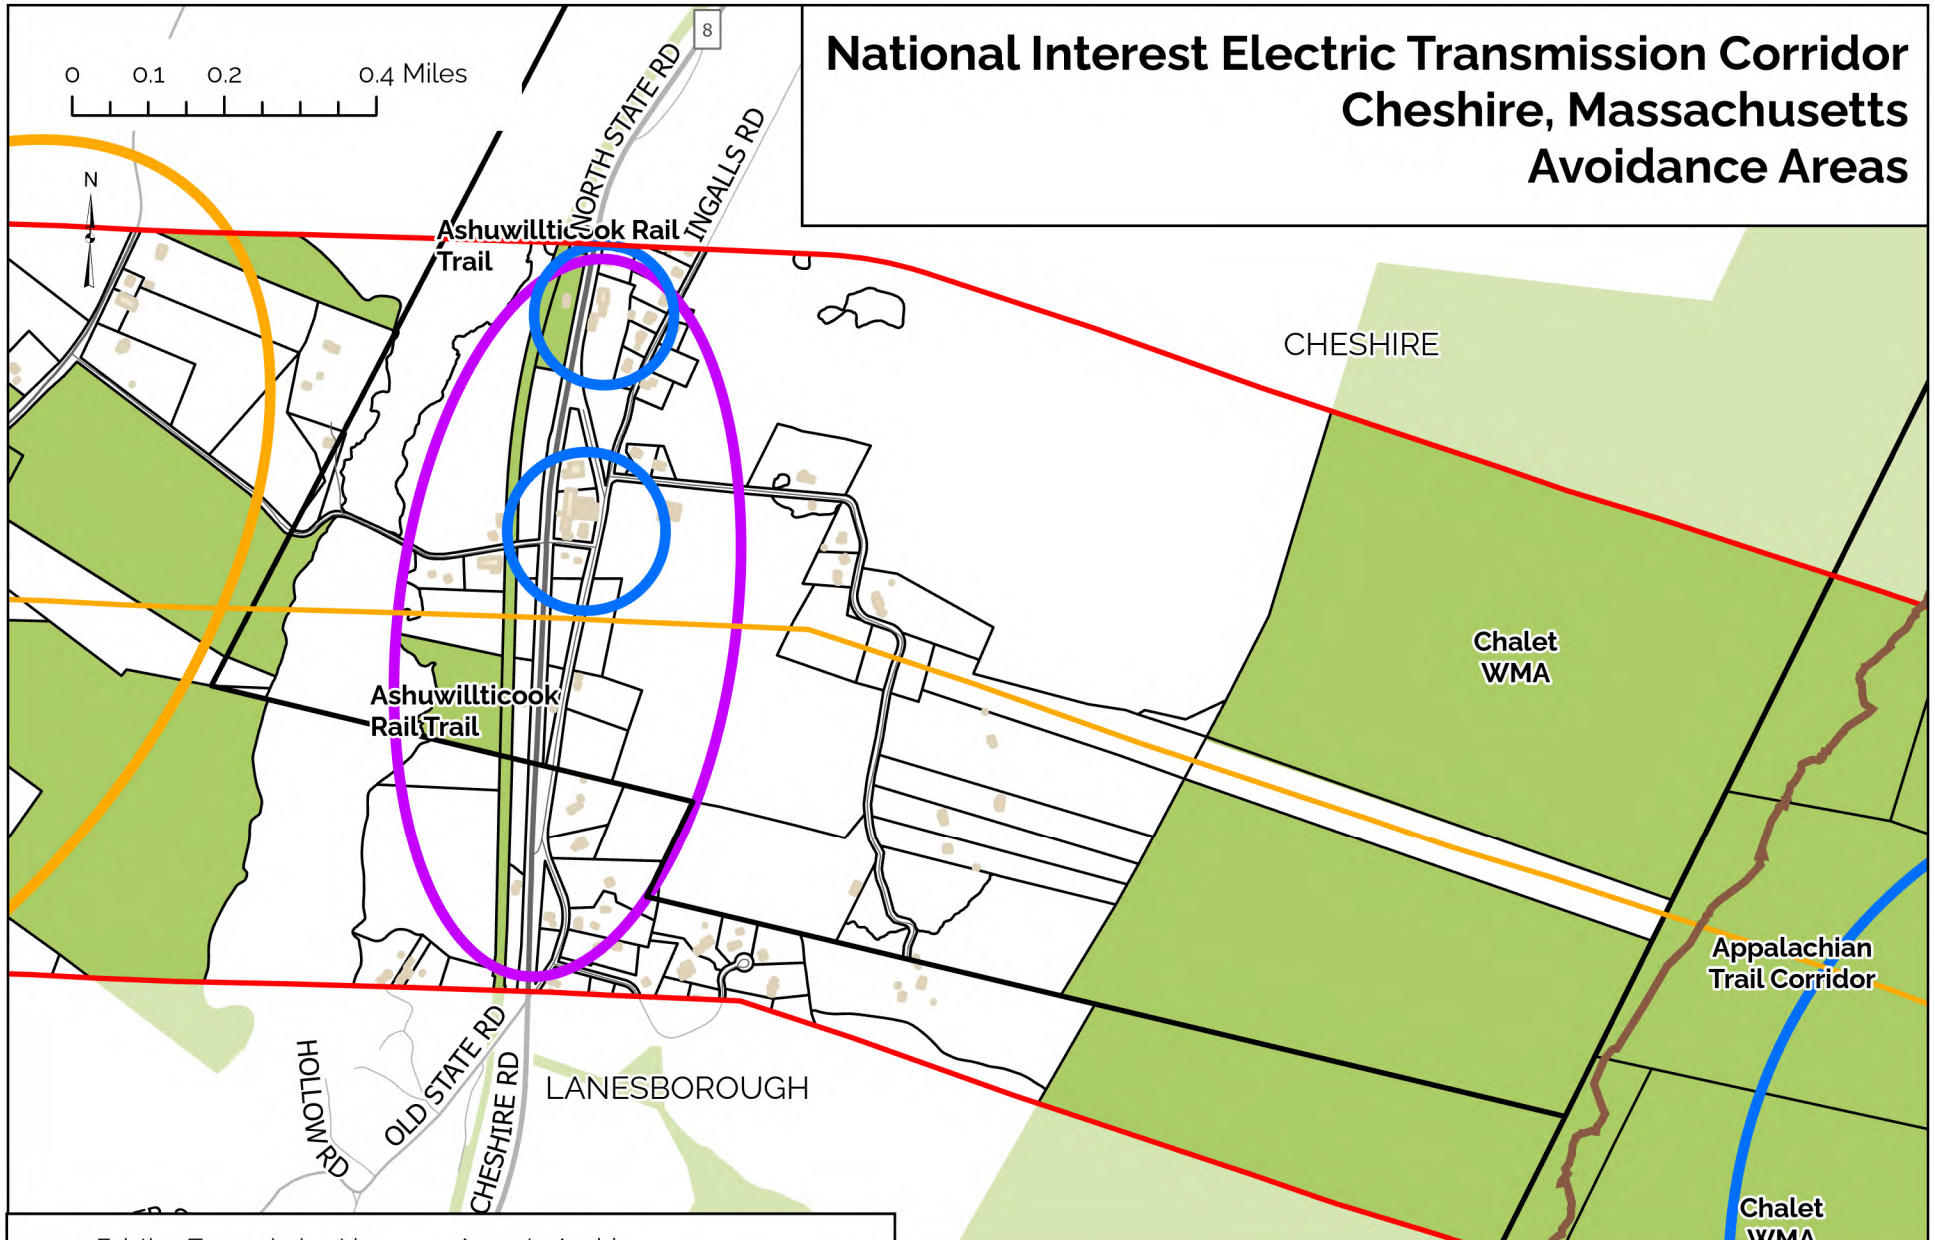 National Interest Electric Transmission Corridor
Cheshire, Massachusetts
Avoidance Areas
0 0.1 0.2 0.4 Miles
N
8
NORTH STATE RD
INGALLS RD
Ashuwillticook Rail
Trail
CHESHIRE
Chalet
WMA
Ashuwillticook
Rail Trail
Appalachian
Trail Corridor
OLD STATE RD
HOLLOW RD
CHESHIRE RD
LANESBOROUGH
Chalet
WMA